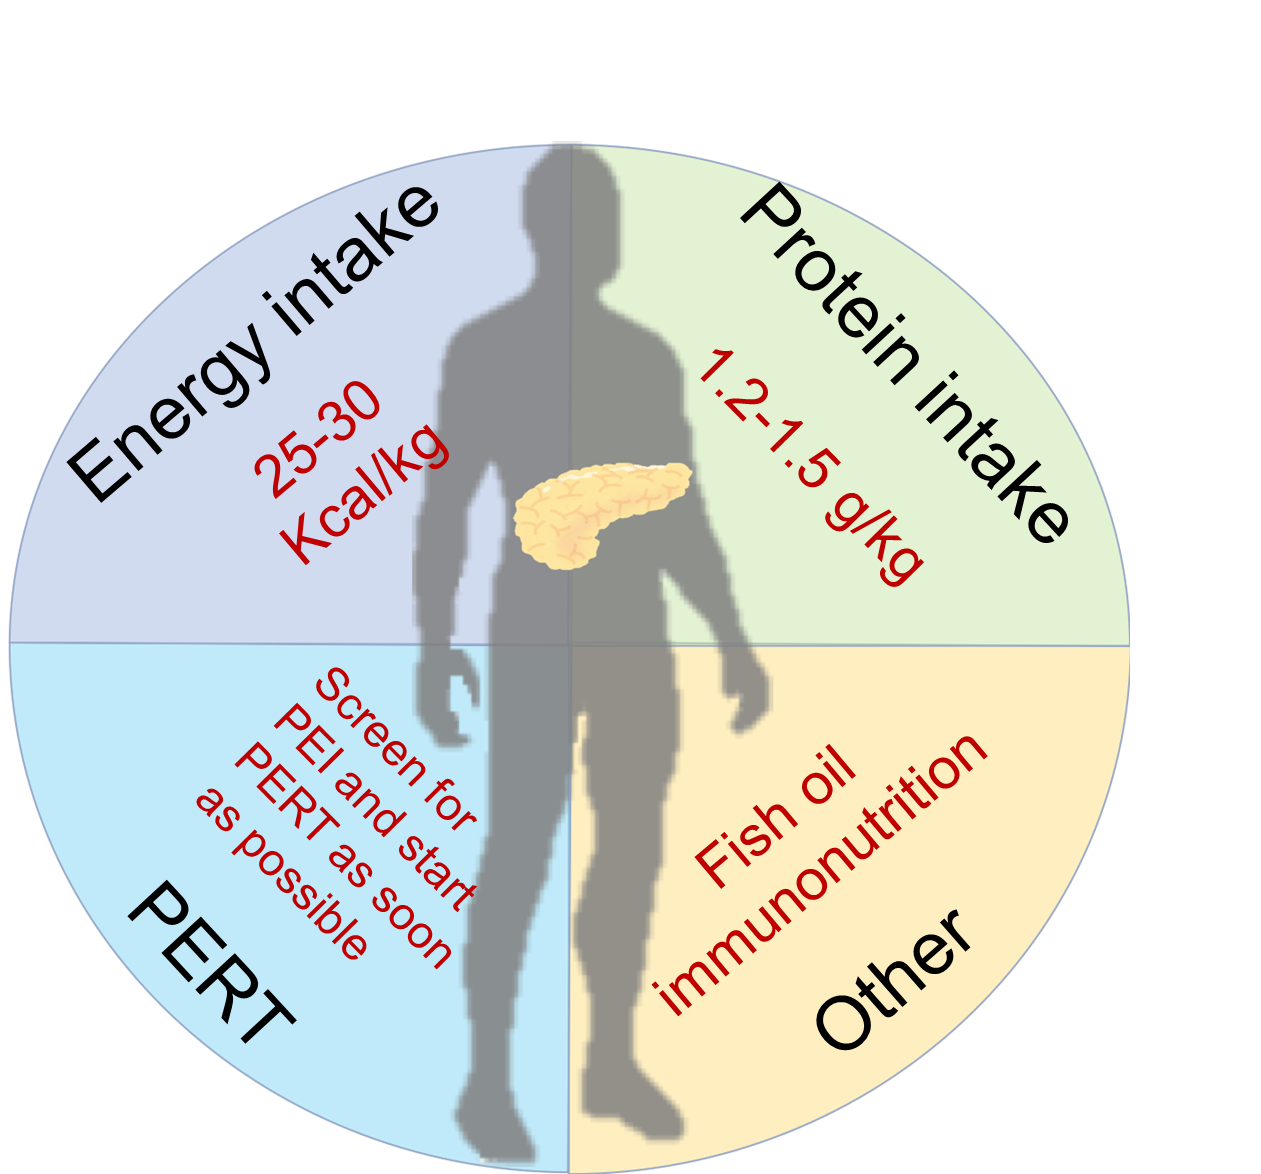 Energy intake
25-30
Kcal/kg
Protein intake
1.2-1.5 g/kg
Screen for
PEI and start
PERT as soon
as possible
PERT
Fish oil
immunonutrition
Other